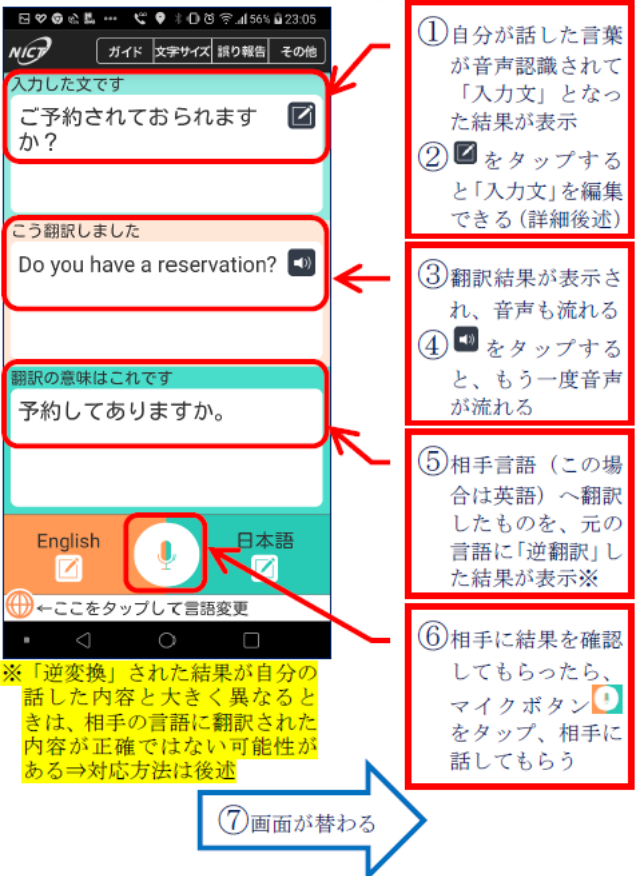 56% 23:05
NICT ガイド 文字サイズ 誤り報告 その他
入力した文です
ご予約されておられます
か？
こう翻訳しました
Do you have a reservation?
翻訳の意味はこれです
予約してありますか。
English 日本語
←ここをタップして言語変更
※「逆変換」された結果が自分の
話した内容と大きく異なると
きは、相手の言語に翻訳された
内容が正確ではない可能性が
ある⇒対応方法は後述
①自分が話した言葉
が音声認識されて
「入力文」となっ
た結果が表示
②をタップする
と「入力文」を編集
できる（詳細後述）
③翻訳結果が表示さ
れ、音声も流れる
④をタップする
と、もう一度音声
が流れる
⑤相手言語（この場
合は英語）へ翻訳
したものを、元の
言語に「逆翻訳」し
た結果が表示※
⑥相手に結果を確認
してもらったら、
マイクボタン
をタップ、相手に
話してもらう
⑦画面が替わる